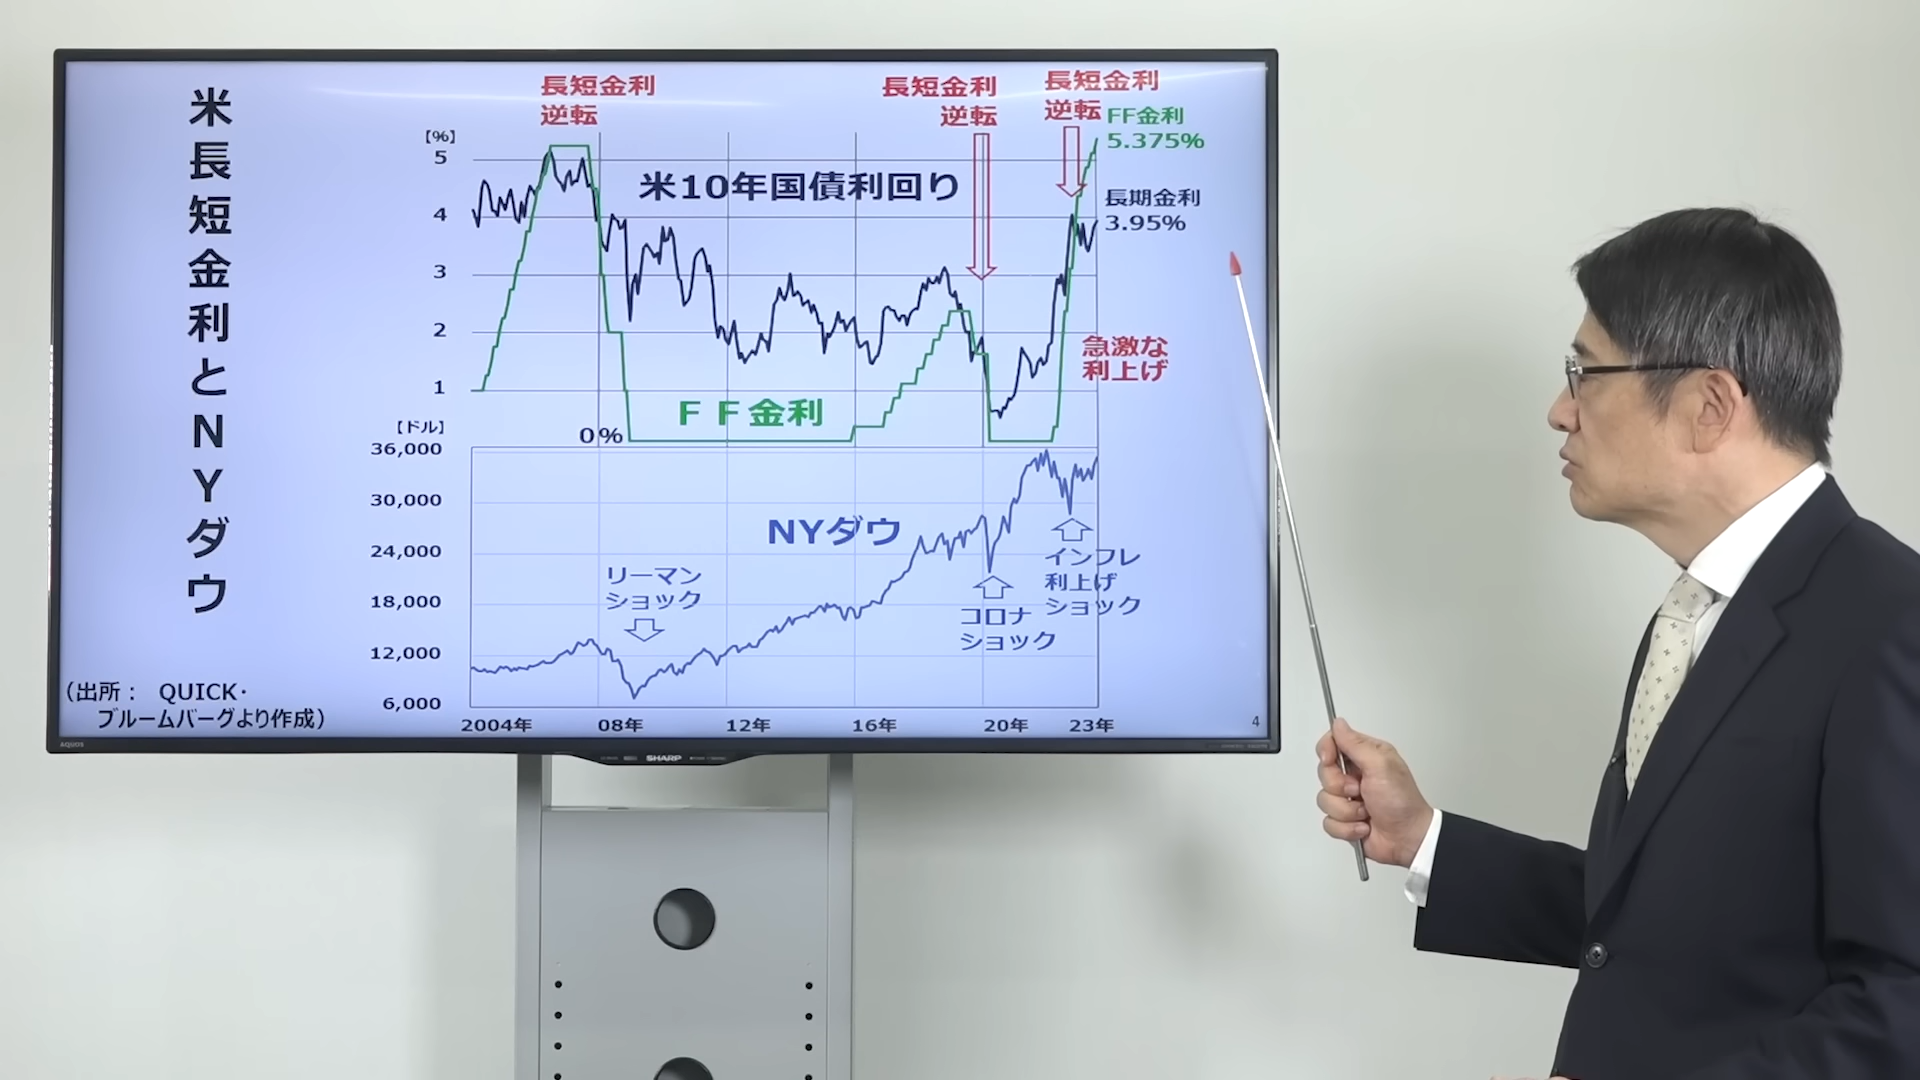 米長短金利とNYダウ
長短金利
逆転
長短金利
逆転
長短金利
逆転
FF金利
5.375%
【%】
5
4
3
2
1
米10年国債利回り
長期金利
3.95%
急激な
利上げ
FF金利
0%
【ドル】
36,000
30,000
24,000
18,000
12,000
6,000
NYダウ
リーマン
ショック
コロナ
ショック
インフレ
利上げ
ショック
2004年
08年
12年
16年
20年
23年
(出所： QUICK・
ブルームバーグより作成)
4
AQUOS
SHARP